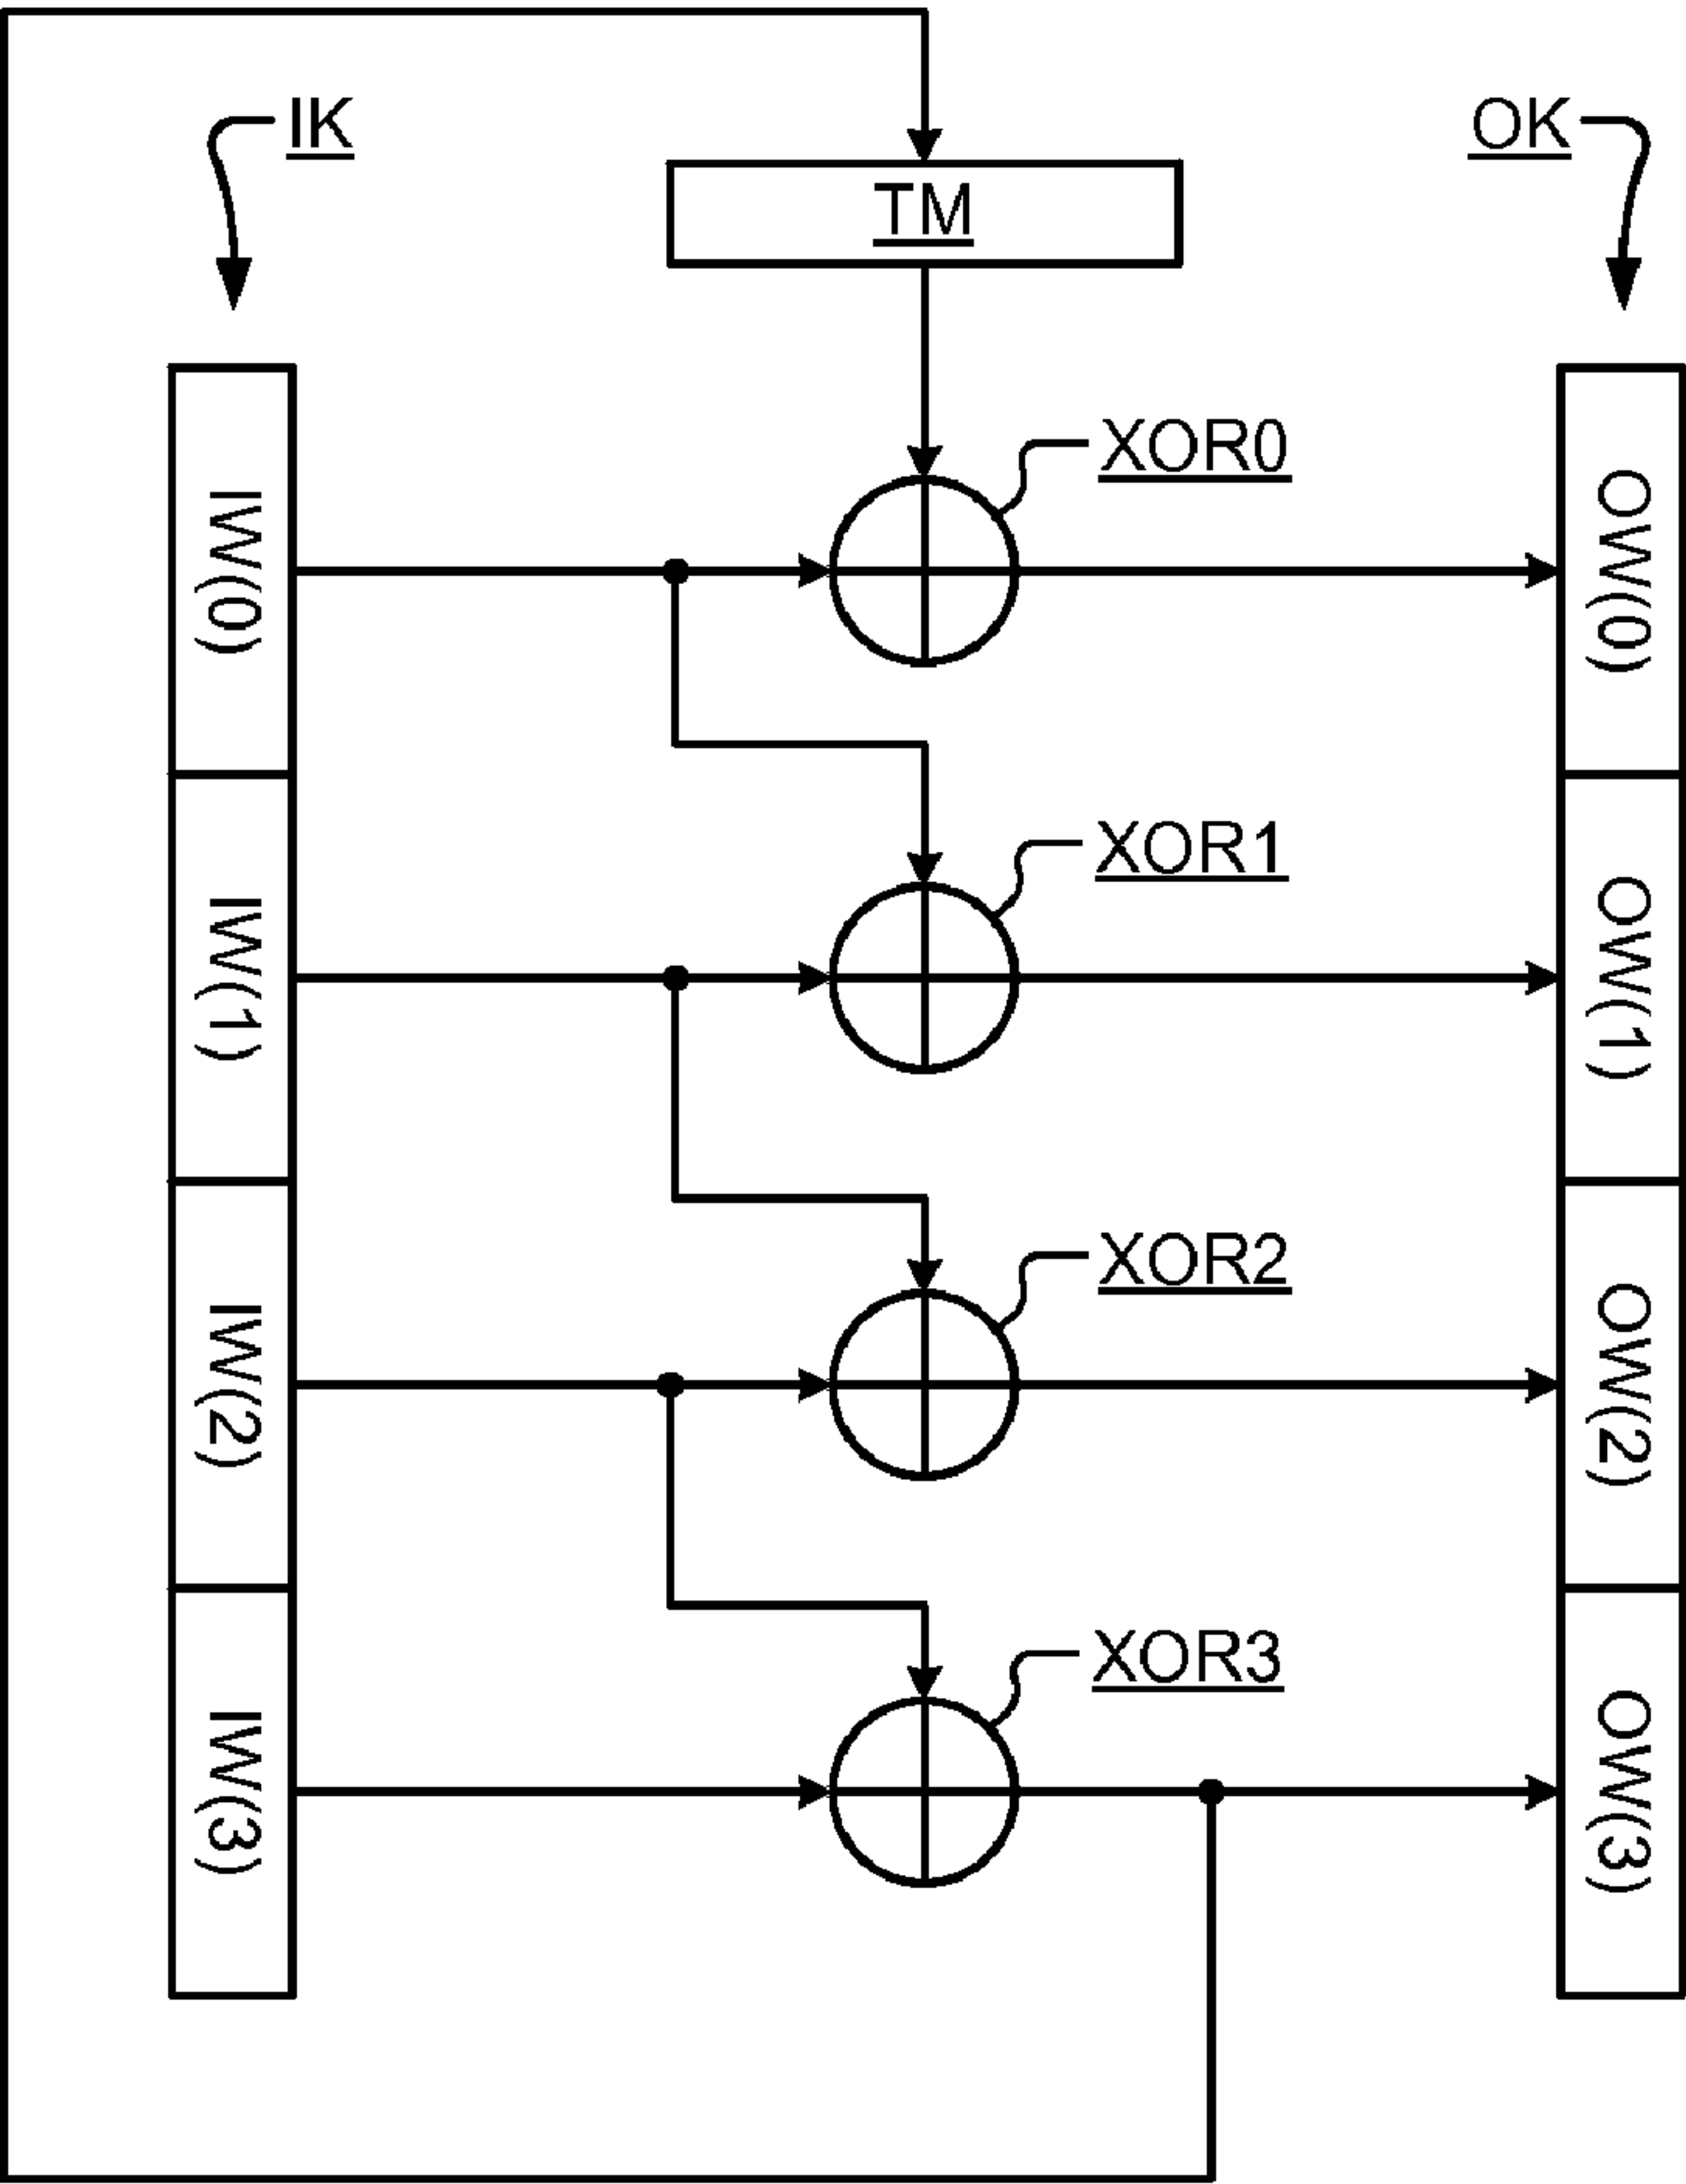 IK
OK
TM
XOR0
IW(0)
OW(0)
XOR1
IW(1)
OW(1)
XOR2
IW(2)
OW(2)
XOR3
IW(3)
OW(3)